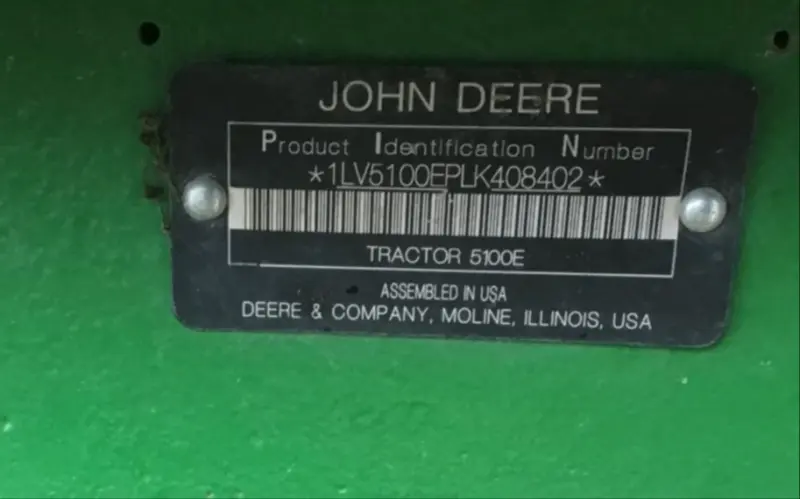 JOHN DEERE
Product Identification Number
*1LV5100EPLK408402*
TRACTOR 5100E
ASSEMBLED IN USA
DEERE & COMPANY, MOLINE, ILLINOIS, USA